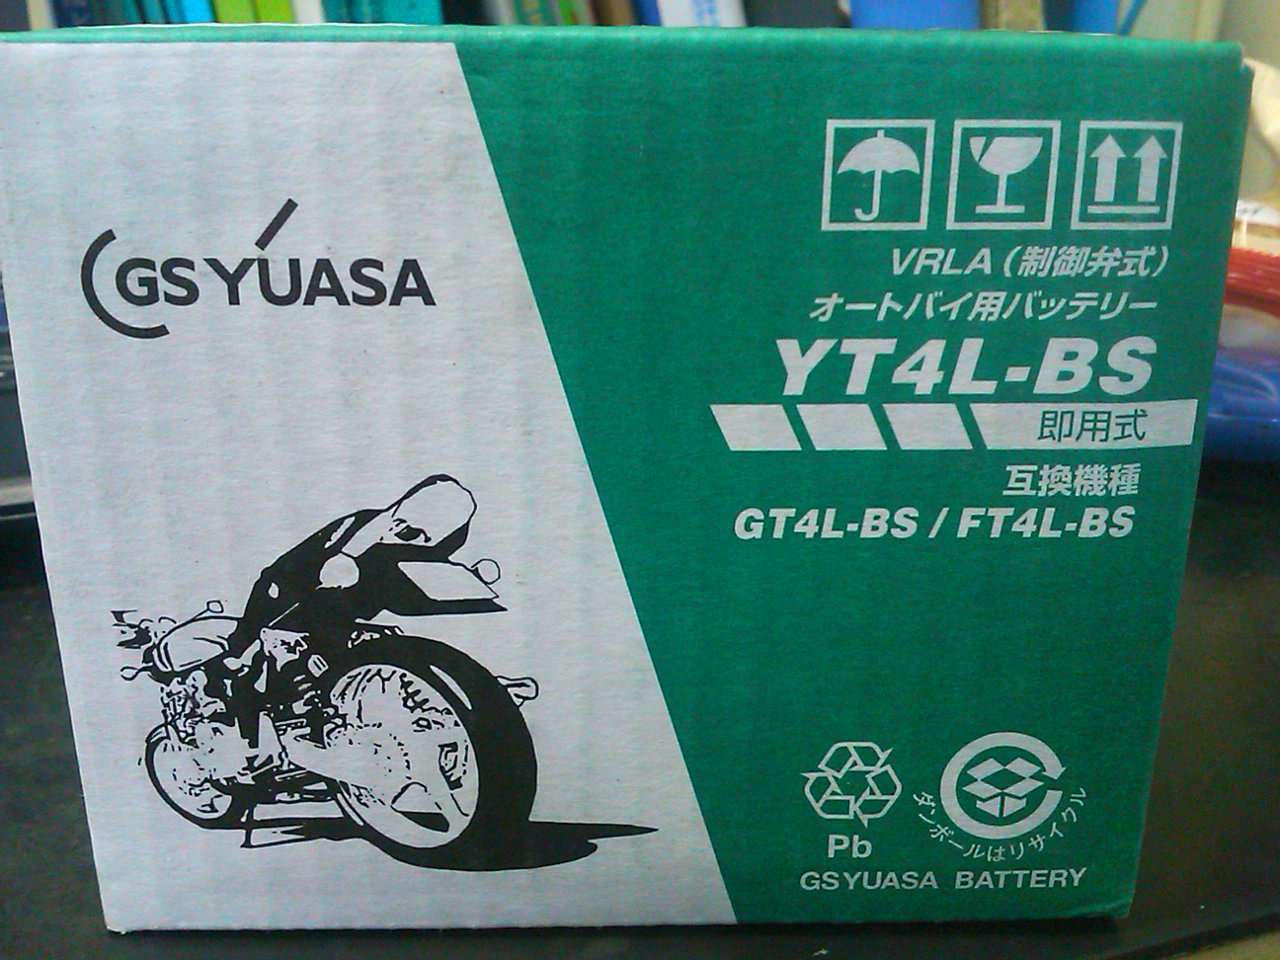 GS YUASA
VRLA(制御弁式)
オートバイ用バッテリー
YT4L-BS
即用式
互換機種
GT4L-BS / FT4L-BS
Pb
ダンボールはリサイクル
GS YUASA BATTERY